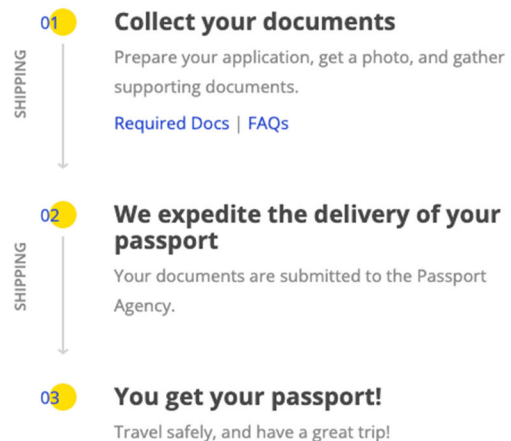 01
Collect your documents
SHIPPING
Prepare your application, get a photo, and gather
supporting documents.
Required Docs | FAQs
02
We expedite the delivery of your
passport
SHIPPING
Your documents are submitted to the Passport
Agency.
03
You get your passport!
Travel safely, and have a great trip!